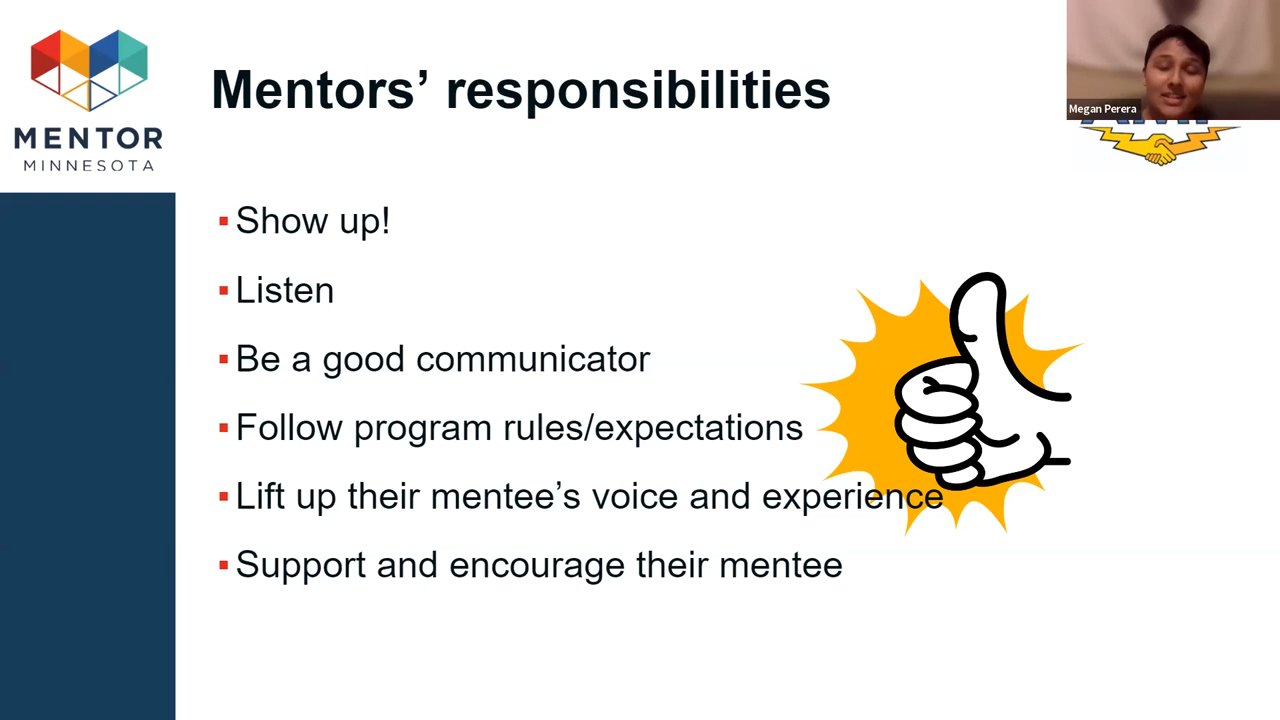 MENTOR
MINNESOTA
Mentors’ responsibilities
Megan Perera
Show up!
Listen
Be a good communicator
Follow program rules/expectations
Lift up their mentee’s voice and experience
Support and encourage their mentee